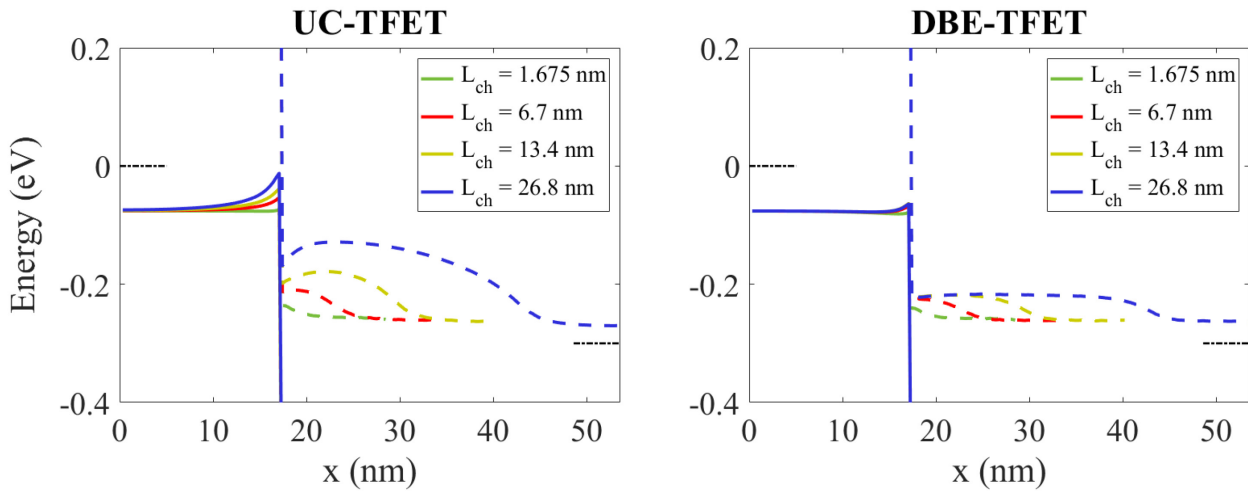 UC-TFET
Energy (eV)
0.2
0
-0.2
-0.4
L_ch = 1.675 nm
L_ch = 6.7 nm
L_ch = 13.4 nm
L_ch = 26.8 nm
0 10 20 30 40 50
x (nm)
DBE-TFET
0.2
0
-0.2
-0.4
L_ch = 1.675 nm
L_ch = 6.7 nm
L_ch = 13.4 nm
L_ch = 26.8 nm
0 10 20 30 40 50
x (nm)